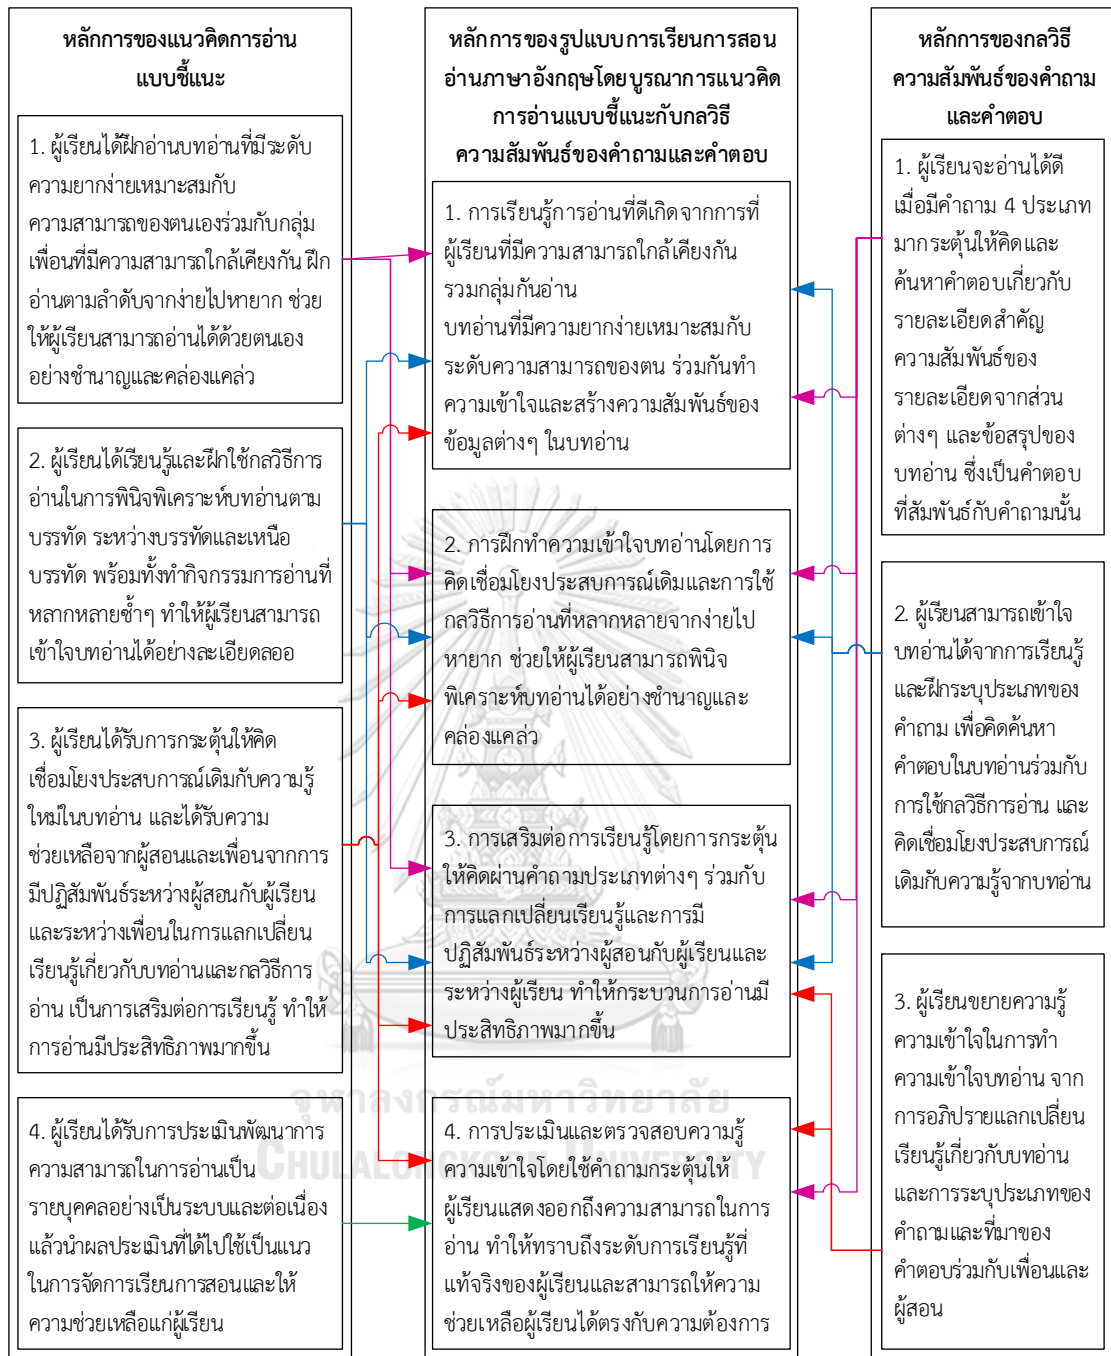 หลักการของแนวคิดการอ่าน
แบบชี้แนะ
1. ผู้เรียนได้ฝึกอ่านบทอ่านที่มีระดับ
ความยากง่ายเหมาะสมกับ
ความสามารถของตนเองร่วมกับกลุ่ม
เพื่อนที่มีความสามารถใกล้เคียงกัน ฝึก
อ่านตามลำดับจากง่ายไปหายาก ช่วย
ให้ผู้เรียนสามารถอ่านได้ด้วยตนเอง
อย่างชำนาญและคล่องแคล่ว
2. ผู้เรียนได้เรียนรู้และฝึกใช้กลวิธีการ
อ่านในการพินิจพิเคราะห์บทอ่านตาม
บรรทัด ระหว่างบรรทัดและเหนือ
บรรทัด พร้อมทั้งทำกิจกรรมการอ่านที่
หลากหลายซ้ำๆ ทำให้ผู้เรียนสามารถ
เข้าใจบทอ่านได้อย่างละเอียดลออ
3. ผู้เรียนได้รับการกระตุ้นให้คิด
เชื่อมโยงประสบการณ์เดิมกับความรู้
ใหม่ในบทอ่าน และได้รับความ
ช่วยเหลือจากผู้สอนและเพื่อนจากการ
มีปฏิสัมพันธ์ระหว่างผู้สอนกับผู้เรียน
และระหว่างเพื่อนในการแลกเปลี่ยน
เรียนรู้เกี่ยวกับบทอ่านและกลวิธีการ
อ่าน เป็นการเสริมต่อการเรียนรู้ ทำให้
การอ่านมีประสิทธิภาพมากขึ้น
4. ผู้เรียนได้รับการประเมินพัฒนาการ
ความสามารถในการอ่านเป็น
รายบุคคลอย่างเป็นระบบและต่อเนื่อง
แล้วนำผลประเมินที่ได้ไปใช้เป็นแนว
ในการจัดการเรียนการสอนและให้
ความช่วยเหลือแก่ผู้เรียน
หลักการของรูปแบบการเรียนการสอน
อ่านภาษาอังกฤษโดยบูรณาการแนวคิด
การอ่านแบบชี้แนะกับกลวิธี
ความสัมพันธ์ของคำถามและคำตอบ
1. การเรียนรู้การอ่านที่ดีเกิดจากการที่
ผู้เรียนที่มีความสามารถใกล้เคียงกัน
รวมกลุ่มกันอ่าน
บทอ่านที่มีความยากง่ายเหมาะสมกับ
ระดับความสามารถของตน ร่วมกันทำ
ความเข้าใจและสร้างความสัมพันธ์ของ
ข้อมูลต่างๆ ในบทอ่าน
2. การฝึกทำความเข้าใจบทอ่านโดยการ
คิดเชื่อมโยงประสบการณ์เดิมและการใช้
กลวิธีการอ่านที่หลากหลายจากง่ายไป
หายาก ช่วยให้ผู้เรียนสามารถพินิจ
พิเคราะห์บทอ่านได้อย่างชำนาญและ
คล่องแคล่ว
3. การเสริมต่อการเรียนรู้โดยการกระตุ้น
ให้คิดผ่านคำถามประเภทต่างๆ ร่วมกับ
การแลกเปลี่ยนเรียนรู้และการมี
ปฏิสัมพันธ์ระหว่างผู้สอนกับผู้เรียนและ
ระหว่างผู้เรียน ทำให้กระบวนการอ่านมี
ประสิทธิภาพมากขึ้น
จุฬาลงกรณ์มหาวิทยาลัย
CHULALONGKORN UNIVERSITY
4. การประเมินและตรวจสอบความรู้
ความเข้าใจโดยใช้คำถามกระตุ้นให้
ผู้เรียนแสดงออกถึงความสามารถในการ
อ่าน ทำให้ทราบถึงระดับการเรียนรู้ที่
แท้จริงของผู้เรียนและสามารถให้ความ
ช่วยเหลือผู้เรียนได้ตรงกับความต้องการ
หลักการของกลวิธี
ความสัมพันธ์ของคำถาม
และคำตอบ
1. ผู้เรียนจะอ่านได้ดี
เมื่อมีคำถาม 4 ประเภท
มากระตุ้นให้คิดและ
ค้นหาคำตอบเกี่ยวกับ
รายละเอียดสำคัญ
ความสัมพันธ์ของ
รายละเอียดจากส่วน
ต่างๆ และข้อสรุปของ
บทอ่าน ซึ่งเป็นคำตอบ
ที่สัมพันธ์กับคำถามนั้น
2. ผู้เรียนสามารถเข้าใจ
บทอ่านได้จากการเรียนรู้
และฝึกระบุประเภทของ
คำถาม เพื่อคิดค้นหา
คำตอบในบทอ่านร่วมกับ
การใช้กลวิธีการอ่าน และ
คิดเชื่อมโยงประสบการณ์
เดิมกับความรู้จากบทอ่าน
3. ผู้เรียนขยายความรู้
ความเข้าใจในการทำ
ความเข้าใจบทอ่าน จาก
การอภิปรายแลกเปลี่ยน
เรียนรู้เกี่ยวกับบทอ่าน
และการระบุประเภทของ
คำถามและที่มาของ
คำตอบร่วมกับเพื่อนและ
ผู้สอน